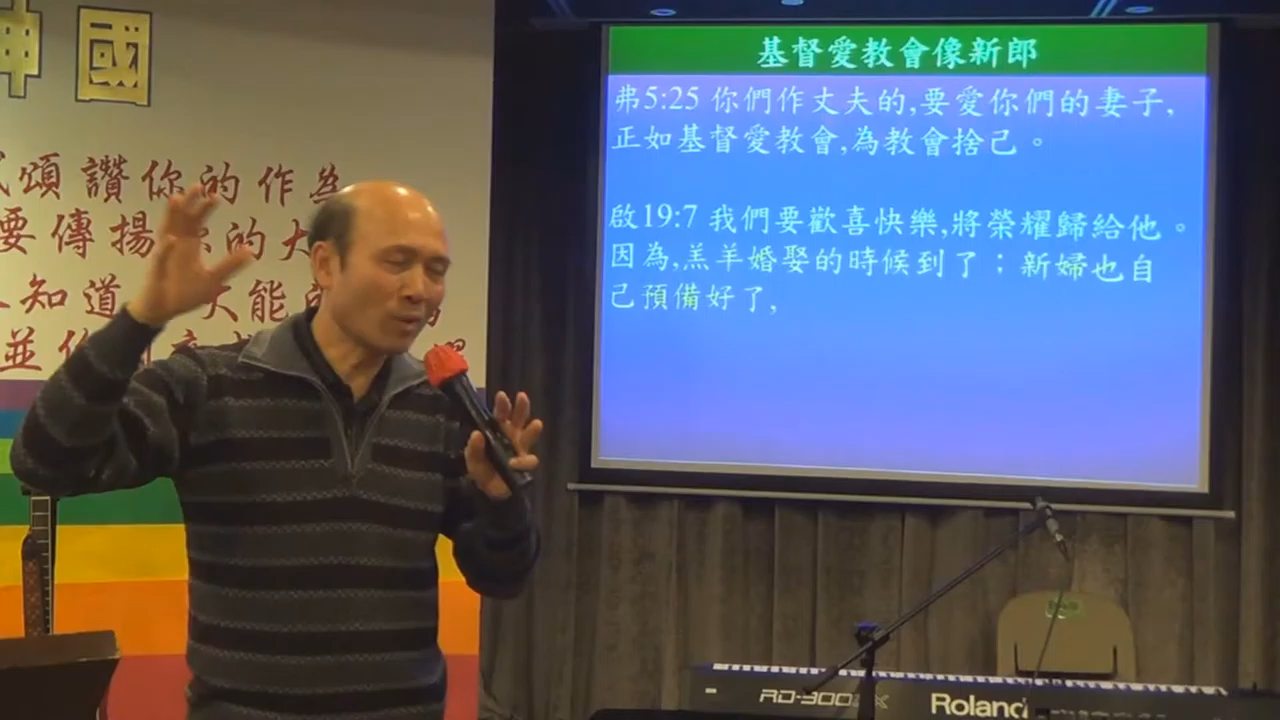 神國
頌讚你的作為
要傳揚你的大
知道 大能
並
基督愛教會像新郎
弗5:25 你們作丈夫的,要愛你們的妻子,
正如基督愛教會,為教會捨己。
啟19:7 我們要歡喜快樂,將榮耀歸給他。
因為,羔羊婚娶的時候到了；新婦也自
己預備好了,
RD-300
Roland